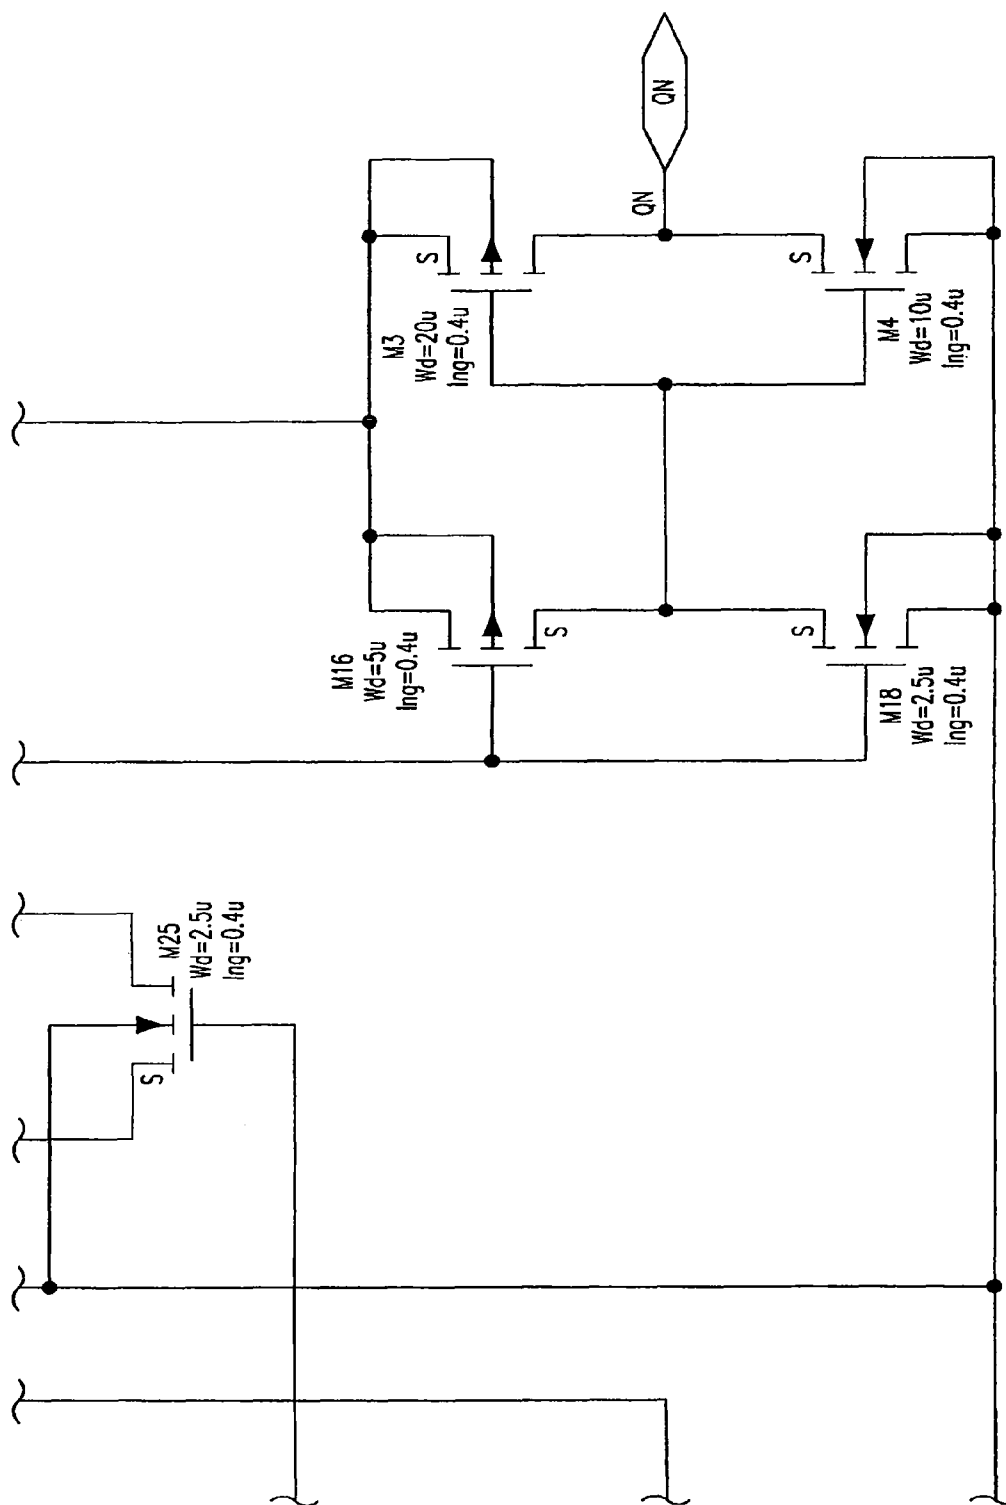 S
M25
Wd=2.5u
lng=0.4u
M16
Wd=5u
lng=0.4u
S
M3
Wd=20u
lng=0.4u
S
QN
QN
S
M18
Wd=2.5u
lng=0.4u
S
M4
Wd=10u
lng=0.4u